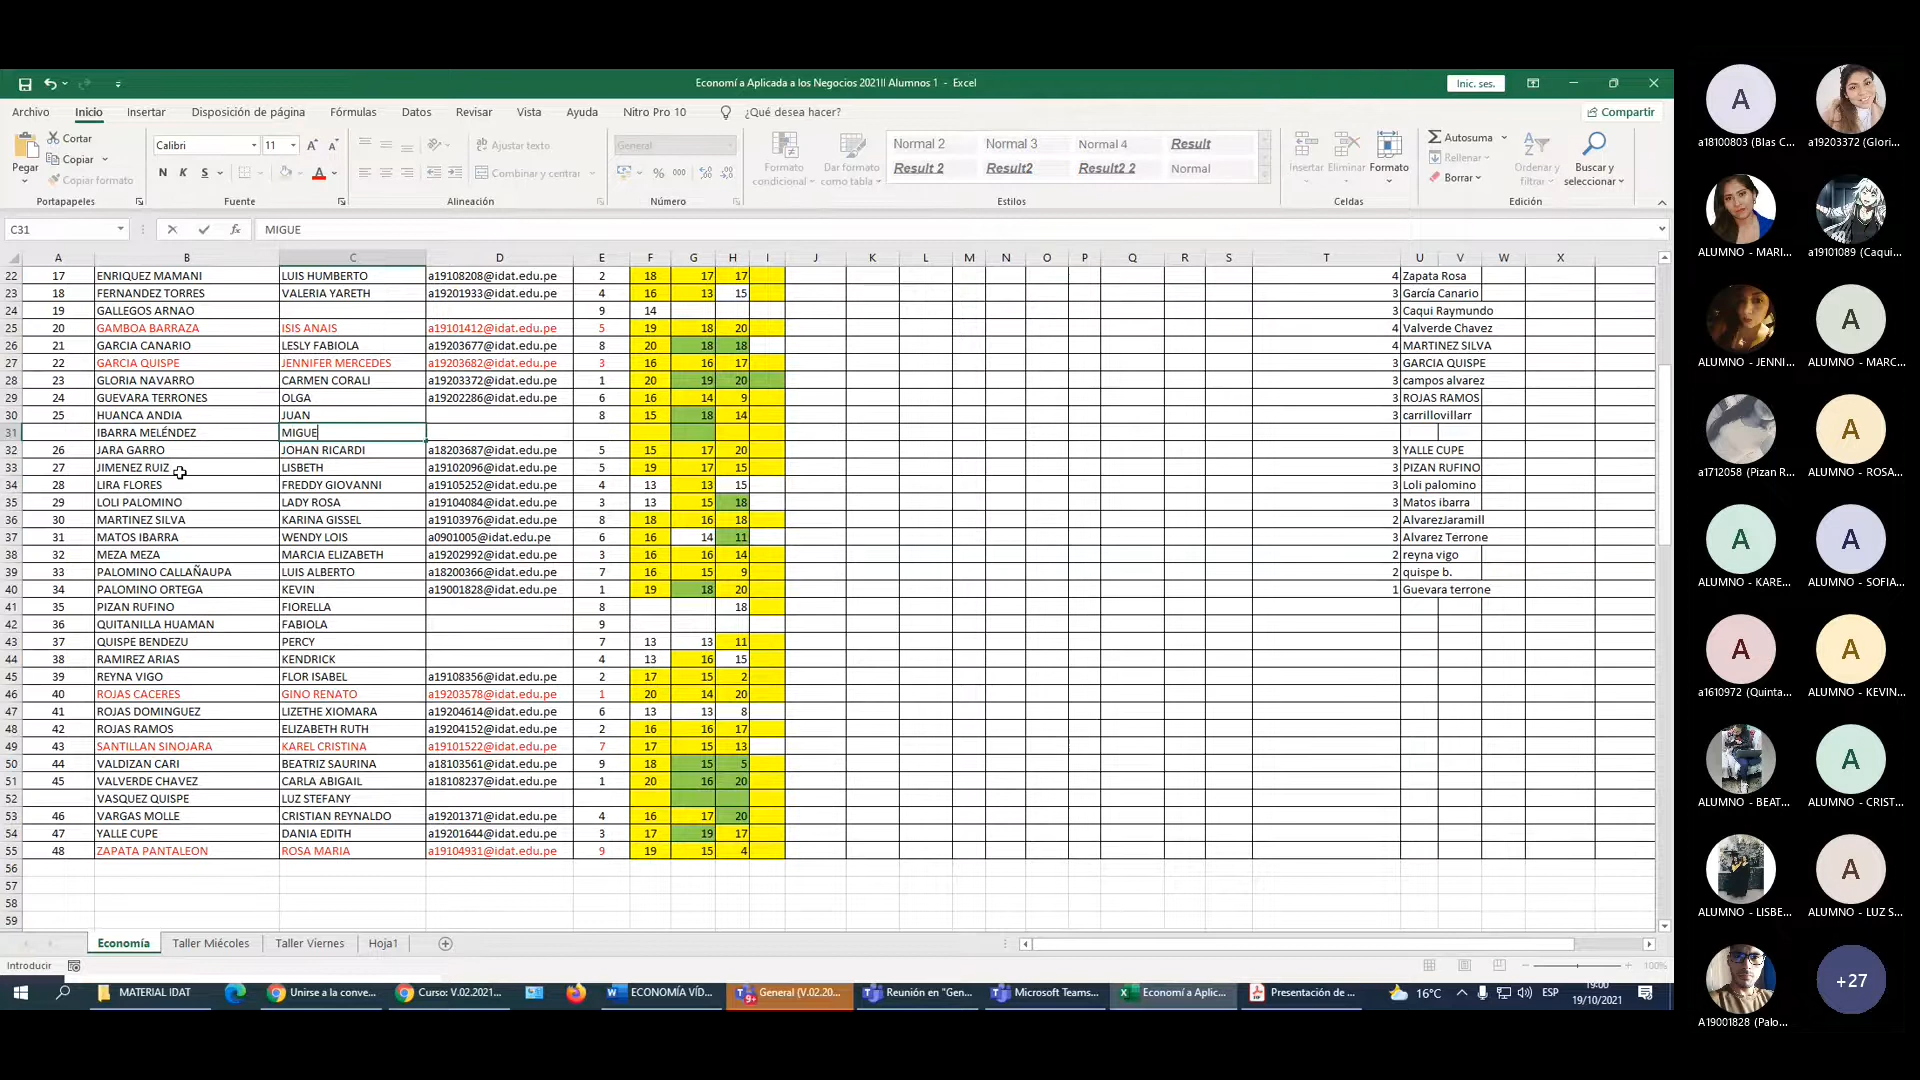 Economí a Aplicada a los Negocios 2021II Alumnos 1 - Excel
Inic. ses.
Archivo Inicio Insertar Disposición de página Fórmulas Datos Revisar Vista Ayuda Nitro Pro 10 ¿Qué desea hacer? Compartir
Pegar Cortar Copiar Copiar formato
Calibri 11
N K S
Ajustar texto
Combinar y centrar
General
% 000
Formato condicional Dar formato como tabla
Normal 2 Normal 3 Normal 4 Result
Result 2 Result2 Result2 2 Normal
Insertar Eliminar Formato
Autosuma
Rellenar
Borrar
Ordenar y filtrar
Buscar y seleccionar
Portapapeles Fuente Alineación Número Estilos Celdas Edición
C31 fx MIGUE
A B C D E F G H I J K L M N O P Q R S T U V W X
22 17 ENRIQUEZ MAMANI LUIS HUMBERTO a19108208@idat.edu.pe 2 18 17 17 4 Zapata Rosa
23 18 FERNANDEZ TORRES VALERIA YARETH a19201933@idat.edu.pe 4 16 13 15 3 García Canario
24 19 GALLEGOS ARNAO 9 14 3 Caqui Raymundo
25 20 GAMBOA BARRAZA ISIS ANAIS a19101412@idat.edu.pe 5 19 18 20 4 Valverde Chavez
26 21 GARCIA CANARIO LESLY FABIOLA a19203677@idat.edu.pe 8 20 18 18 4 MARTINEZ SILVA
27 22 GARCIA QUISPE JENNIFER MERCEDES a19203682@idat.edu.pe 3 16 16 17 3 GARCIA QUISPE
28 23 GLORIA NAVARRO CARMEN CORALI a19203372@idat.edu.pe 1 20 19 20 3 campos alvarez
29 24 GUEVARA TERRONES OLGA a19202286@idat.edu.pe 6 16 14 9 3 ROJAS RAMOS
30 25 HUANCA ANDIA JUAN 8 15 18 14 3 carrillovillarr
31 IBARRA MELÉNDEZ MIGUE
32 26 JARA GARRO JOHAN RICARDI a18203687@idat.edu.pe 5 15 17 20 3 YALLE CUPE
33 27 JIMENEZ RUIZ LISBETH a19102096@idat.edu.pe 5 19 17 15 3 PIZAN RUFINO
34 28 LIRA FLORES FREDDY GIOVANNI a19105252@idat.edu.pe 4 13 13 15 3 Loli palomino
35 29 LOLI PALOMINO LADY ROSA a19104084@idat.edu.pe 3 13 15 18 3 Matos ibarra
36 30 MARTINEZ SILVA KARINA GISSEL a19103976@idat.edu.pe 8 18 16 18 2 AlvarezJaramill
37 31 MATOS IBARRA WENDY LOIS a0901005@idat.edu.pe 6 16 14 11 3 Alvarez Terrone
38 32 MEZA MEZA MARCIA ELIZABETH a19202992@idat.edu.pe 3 16 16 14 2 reyna vigo
39 33 PALOMINO CALLAÑAUPA LUIS ALBERTO a18200366@idat.edu.pe 7 16 15 9 2 quispe b.
40 34 PALOMINO ORTEGA KEVIN a19001828@idat.edu.pe 1 19 18 20 1 Guevara terrone
41 35 PIZAN RUFINO FIORELLA 8 18
42 36 QUITANILLA HUAMAN FABIOLA 9
43 37 QUISPE BENDEZU PERCY 7 13 13 11
44 38 RAMIREZ ARIAS KENDRICK 4 13 16 15
45 39 REYNA VIGO FLOR ISABEL a19108356@idat.edu.pe 2 17 15 2
46 40 ROJAS CACERES GINO RENATO a19203578@idat.edu.pe 1 20 14 20
47 41 ROJAS DOMINGUEZ LIZETHE XIOMARA a19204614@idat.edu.pe 6 13 13 8
48 42 ROJAS RAMOS ELIZABETH RUTH a19204152@idat.edu.pe 2 16 16 17
49 43 SANTILLAN SINOJARA KAREL CRISTINA a19101522@idat.edu.pe 7 17 15 13
50 44 VALDIZAN CARI BEATRIZ SAURINA a18103561@idat.edu.pe 9 18 15 5
51 45 VALVERDE CHAVEZ CARLA ABIGAIL a18108237@idat.edu.pe 1 20 16 20
52 VASQUEZ QUISPE LUZ STEFANY
53 46 VARGAS MOLLE CRISTIAN REYNALDO a19201371@idat.edu.pe 4 16 17 20
54 47 YALLE CUPE DANIA EDITH a19201644@idat.edu.pe 3 17 19 17
55 48 ZAPATA PANTALEON ROSA MARIA a19104931@idat.edu.pe 9 19 15 4
56
57
58
59
Economía Taller Miécoles Taller Viernes Hoja1
Introducir 100%
MATERIAL IDAT Unirse a la conve... Curso: V.02.2021... ECONOMÍA VÍD... 9+ General (V.02.20... Reunión en "Gen... Microsoft Teams... Economí a Aplic... Presentación de ... 16°C ESP 19:00
19/10/2021
A A
a18100803 (Blas C... a19203372 (Glori...
ALUMNO - MARI... a19101089 (Caqui...
A
ALUMNO - JENNI... ALUMNO - MARC...
A
a1712058 (Pizan R... ALUMNO - ROSA...
A A
ALUMNO - KARE... ALUMNO - SOFIA...
A A
a1610972 (Quinta... ALUMNO - KEVIN...
A
ALUMNO - BEAT... ALUMNO - CRIST...
A
ALUMNO - LISBE... ALUMNO - LUZ S...
+27
A19001828 (Palo...